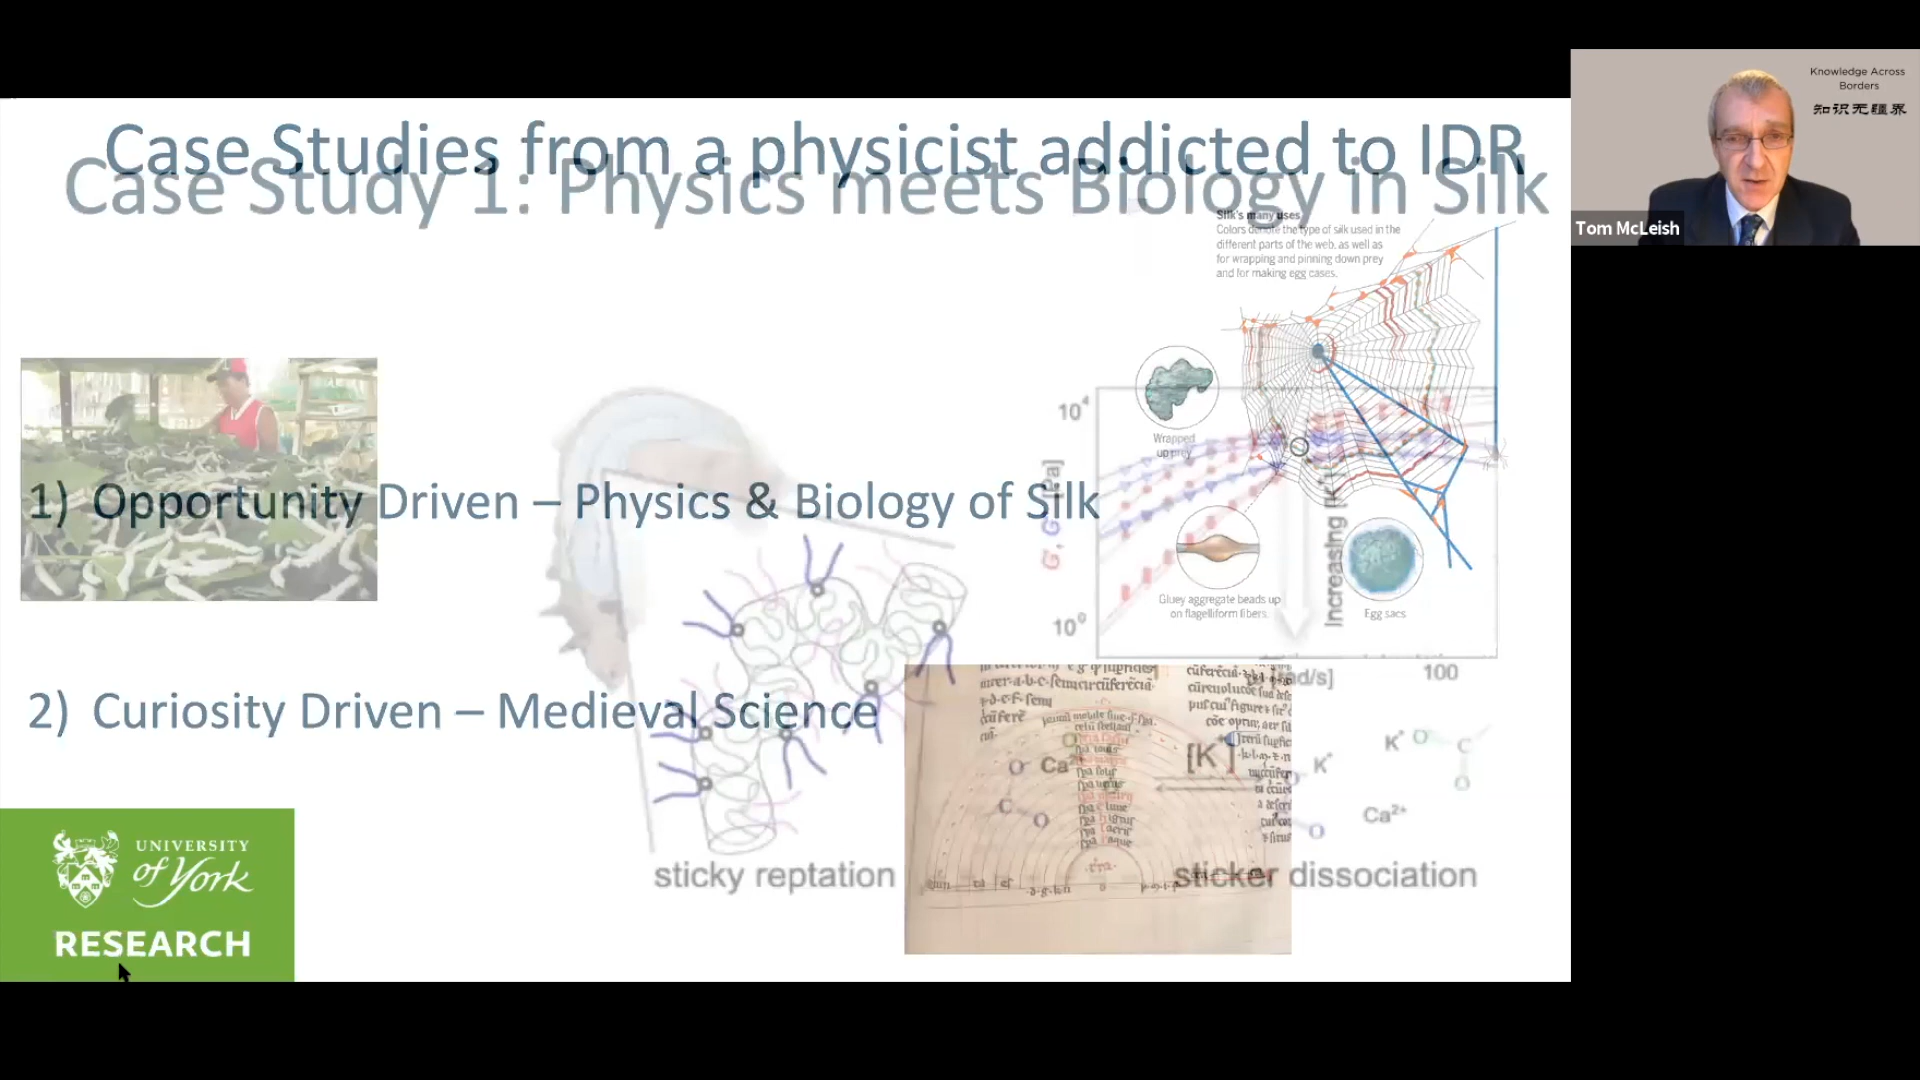 Case Studies from a physicist addicted to IDR
Case Study 1: Physics meets Biology in Silk
Silk's many uses
Colors denote the type of silk used in the
different parts of the web, as well as
for wrapping and pinning down prey
and for making egg cases.
Wrapped
up prey
Gluey aggregate beads up
on flagelliform fibers.
Egg sacs
10⁴
10⁰
100
Increasing [K⁺
1) Opportunity Driven – Physics & Biology of Silk
2) Curiosity Driven – Medieval Science
O Ca²
C
O
[K⁺]
K⁺
O
K⁺ O
C
O
Ca²⁺
sticky reptation
sticker dissociation
UNIVERSITY
of York
RESEARCH
Knowledge Across
Borders
知识无疆界
Tom McLeish